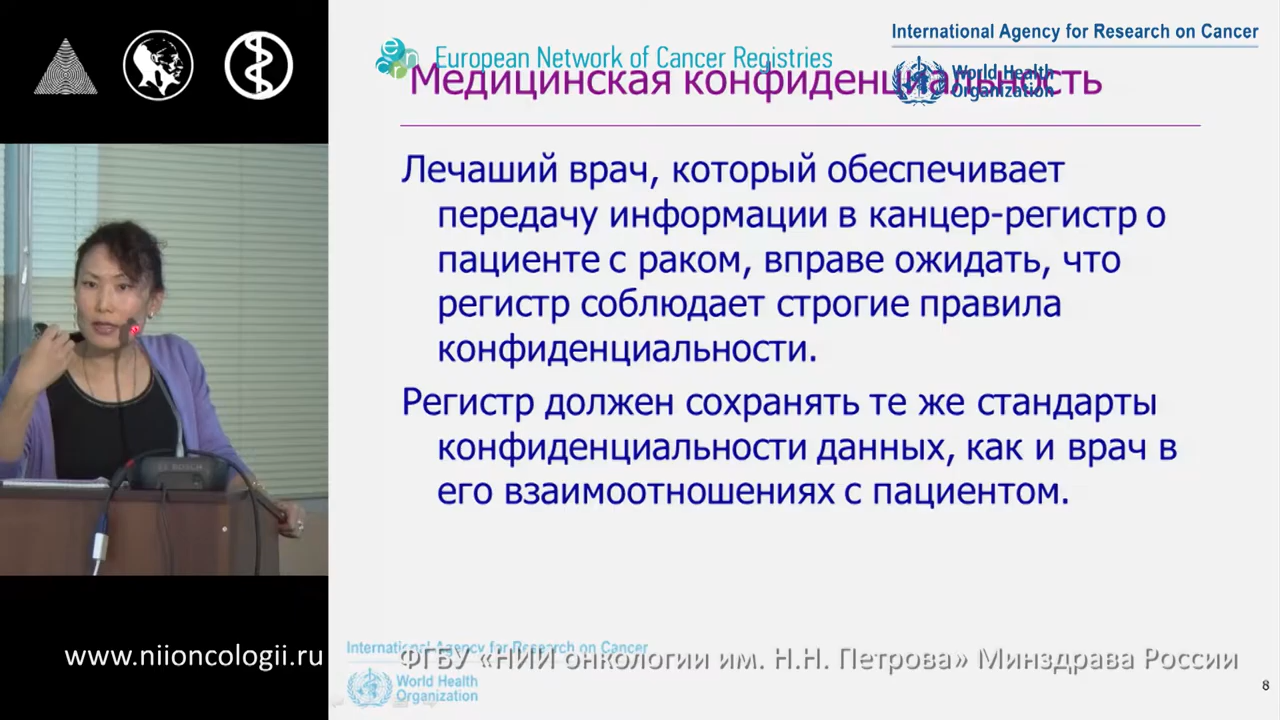 European Network of Cancer Registries
International Agency for Research on Cancer
World Health
Organization
Медицинская конфиденциальность
Лечаший врач, который обеспечивает
передачу информации в канцер-регистр о
пациенте с раком, вправе ожидать, что
регистр соблюдает строгие правила
конфиденциальности.
Регистр должен сохранять те же стандарты
конфиденциальности данных, как и врач в
его взаимоотношениях с пациентом.
BOSCH
www.niioncologii.ru
International Agency for Research on Cancer
ФГБУ «НИИ онкологии им. Н.Н. Петрова» Минздрава России
World Health
Organization
8